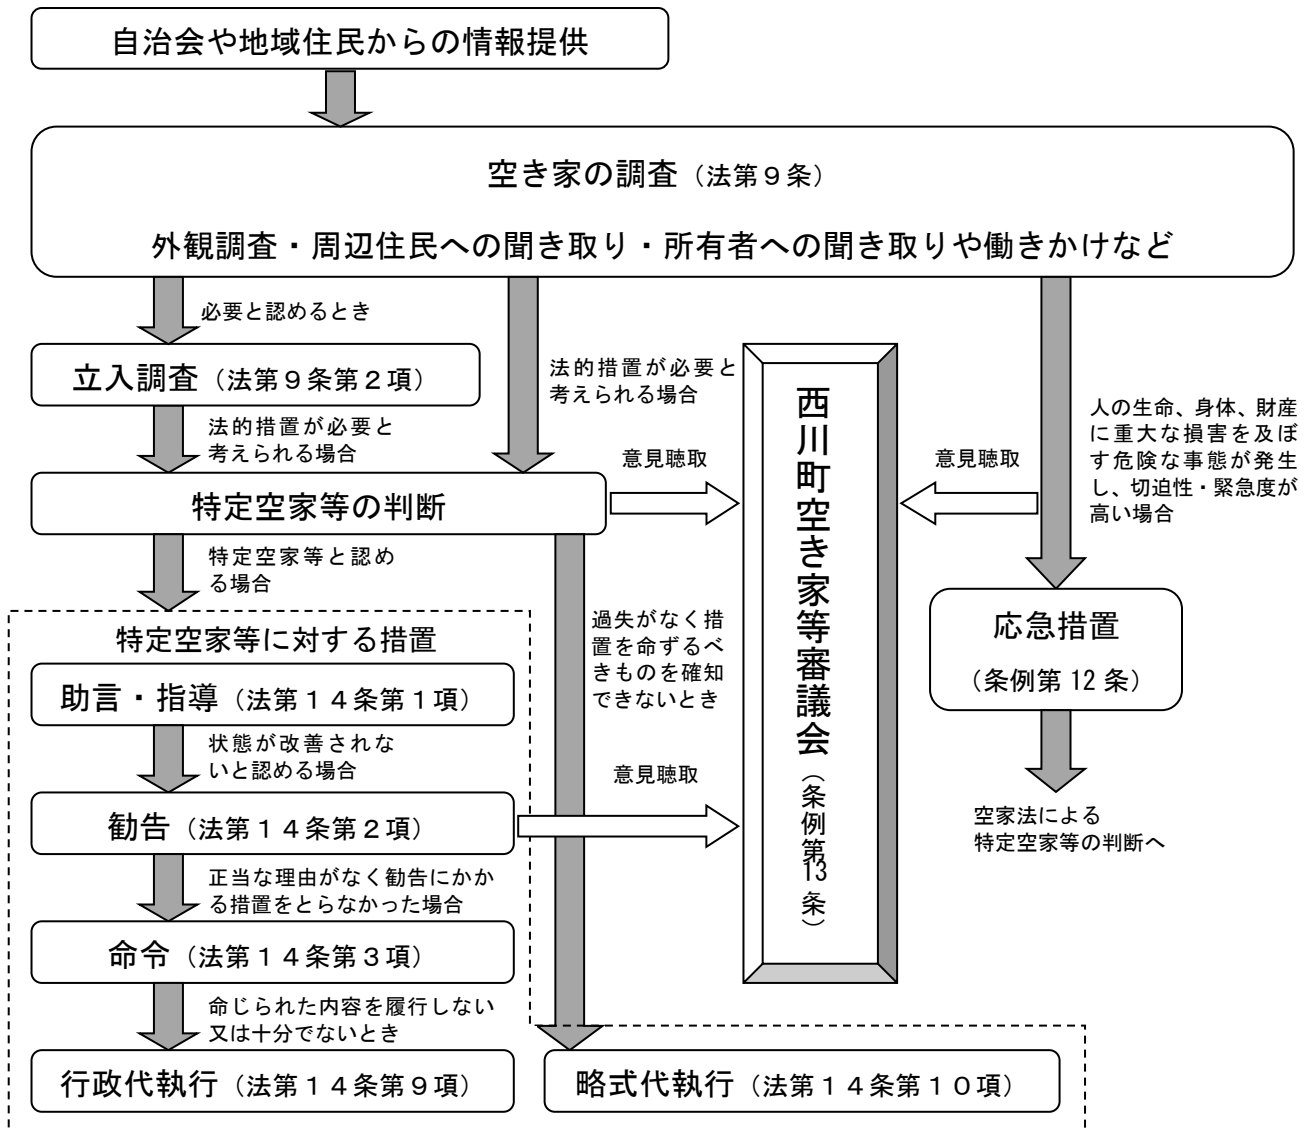 自治会や地域住民からの情報提供
空き家の調査（法第９条）
外観調査・周辺住民への聞き取り・所有者への聞き取りや働きかけなど
必要と認めるとき
立入調査（法第９条第２項）
法的措置が必要と
考えられる場合
法的措置が必要と
考えられる場合
特定空家等の判断
意見聴取
西川町空き家等審議会（条例第13条）
意見聴取
人の生命、身体、財産
に重大な損害を及ぼ
す危険な事態が発生
し、切迫性・緊急度が
高い場合
特定空家等と認め
る場合
特定空家等に対する措置
助言・指導（法第１４条第１項）
状態が改善されな
いと認める場合
勧告（法第１４条第２項）
意見聴取
正当な理由がなく勧告にかか
る措置をとらなかった場合
命令（法第１４条第３項）
命じられた内容を履行しない
又は十分でないとき
行政代執行（法第１４条第９項）
過失がなく措
置を命ずるべ
きものを確知
できないとき
略式代執行（法第１４条第１０項）
応急措置
（条例第 12 条）
空家法による
特定空家等の判断へ